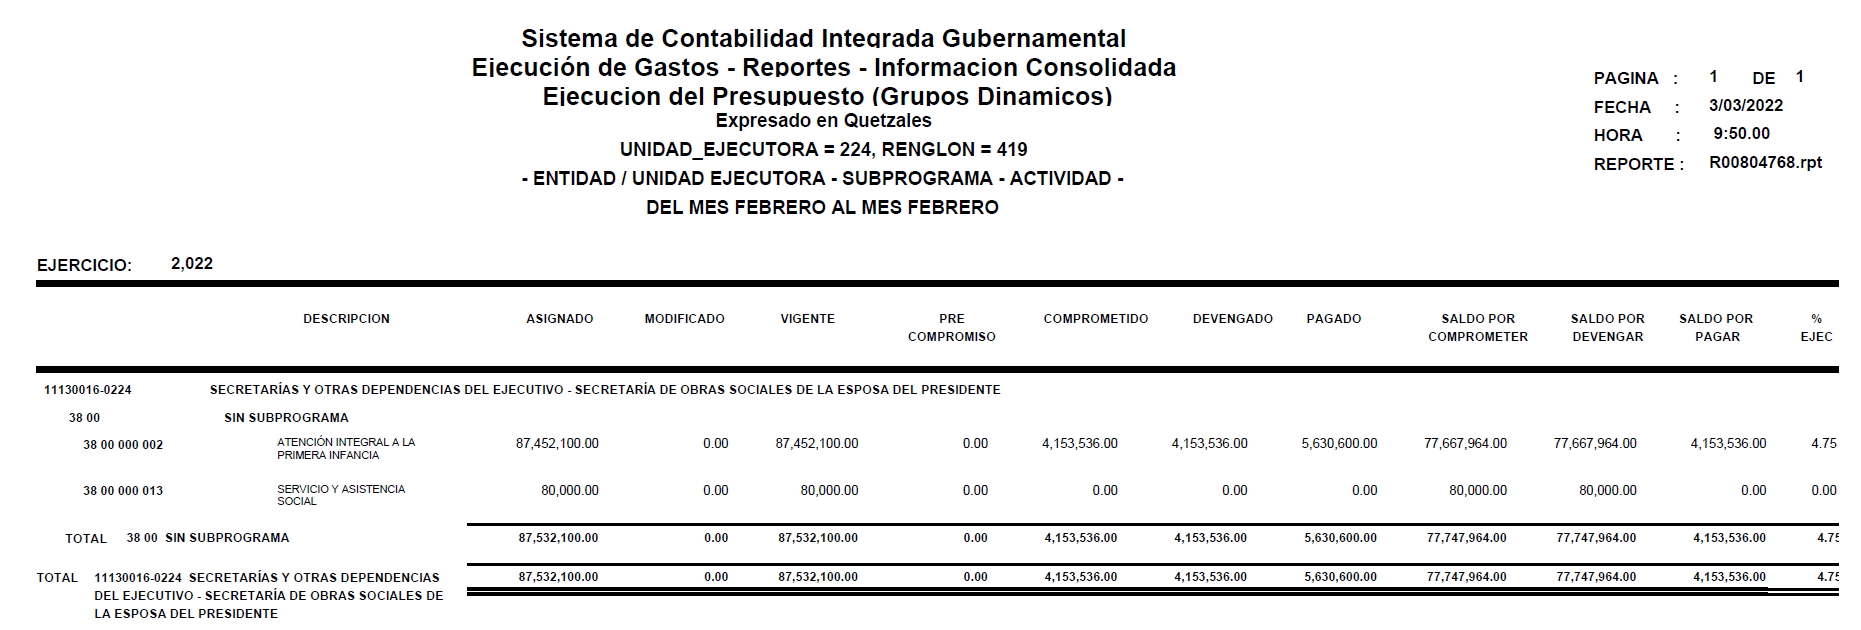 Sistema de Contabilidad Integrada Gubernamental
Ejecución de Gastos - Reportes - Informacion Consolidada
Ejecucion del Presupuesto (Grupos Dinamicos)
Expresado en Quetzales
UNIDAD_EJECUTORA = 224, RENGLON = 419
- ENTIDAD / UNIDAD EJECUTORA - SUBPROGRAMA - ACTIVIDAD -
DEL MES FEBRERO AL MES FEBRERO
PAGINA : 1 DE 1
FECHA : 3/03/2022
HORA : 9:50.00
REPORTE : R00804768.rpt
EJERCICIO: 2,022
DESCRIPCION ASIGNADO MODIFICADO VIGENTE PRE COMPROMETIDO DEVENGADO PAGADO SALDO POR SALDO POR SALDO POR %
COMPROMISO COMPROMETER DEVENGAR PAGAR EJEC
11130016-0224 SECRETARÍAS Y OTRAS DEPENDENCIAS DEL EJECUTIVO - SECRETARÍA DE OBRAS SOCIALES DE LA ESPOSA DEL PRESIDENTE
38 00 SIN SUBPROGRAMA
38 00 000 002 ATENCIÓN INTEGRAL A LA 87,452,100.00 0.00 87,452,100.00 0.00 4,153,536.00 4,153,536.00 5,630,600.00 77,667,964.00 77,667,964.00 4,153,536.00 4.75
PRIMERA INFANCIA
38 00 000 013 SERVICIO Y ASISTENCIA 80,000.00 0.00 80,000.00 0.00 0.00 0.00 0.00 80,000.00 80,000.00 0.00 0.00
SOCIAL
TOTAL 38 00 SIN SUBPROGRAMA 87,532,100.00 0.00 87,532,100.00 0.00 4,153,536.00 4,153,536.00 5,630,600.00 77,747,964.00 77,747,964.00 4,153,536.00 4.75
TOTAL 11130016-0224 SECRETARÍAS Y OTRAS DEPENDENCIAS 87,532,100.00 0.00 87,532,100.00 0.00 4,153,536.00 4,153,536.00 5,630,600.00 77,747,964.00 77,747,964.00 4,153,536.00 4.75
DEL EJECUTIVO - SECRETARÍA DE OBRAS SOCIALES DE
LA ESPOSA DEL PRESIDENTE